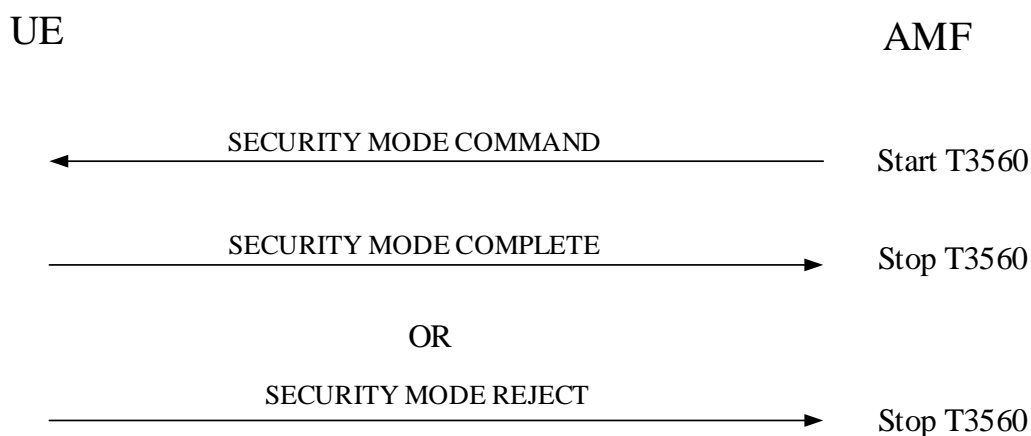 UE
AMF
SECURITY MODE COMMAND
Start T3560
SECURITY MODE COMPLETE
Stop T3560
OR
SECURITY MODE REJECT
Stop T3560